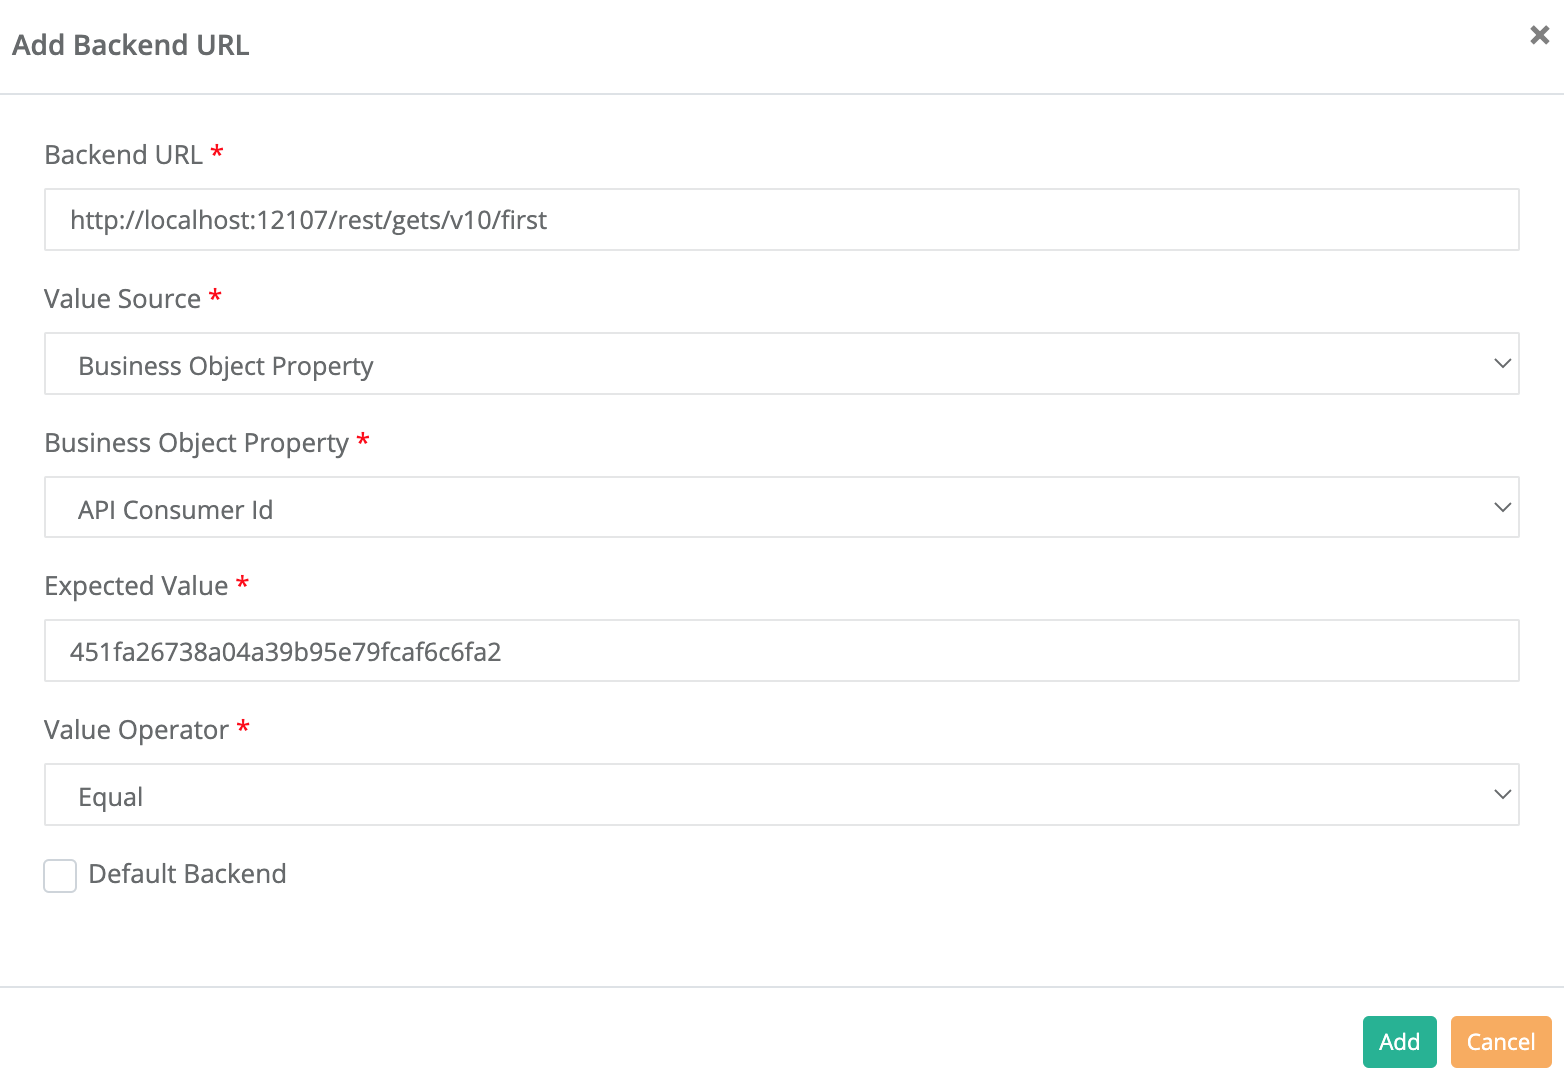 Add Backend URL
Backend URL *
http://localhost:12107/rest/gets/v10/first
Value Source *
Business Object Property
Business Object Property *
API Consumer Id
Expected Value *
451fa26738a04a39b95e79fcaf6c6fa2
Value Operator *
Equal
Default Backend
Add Cancel